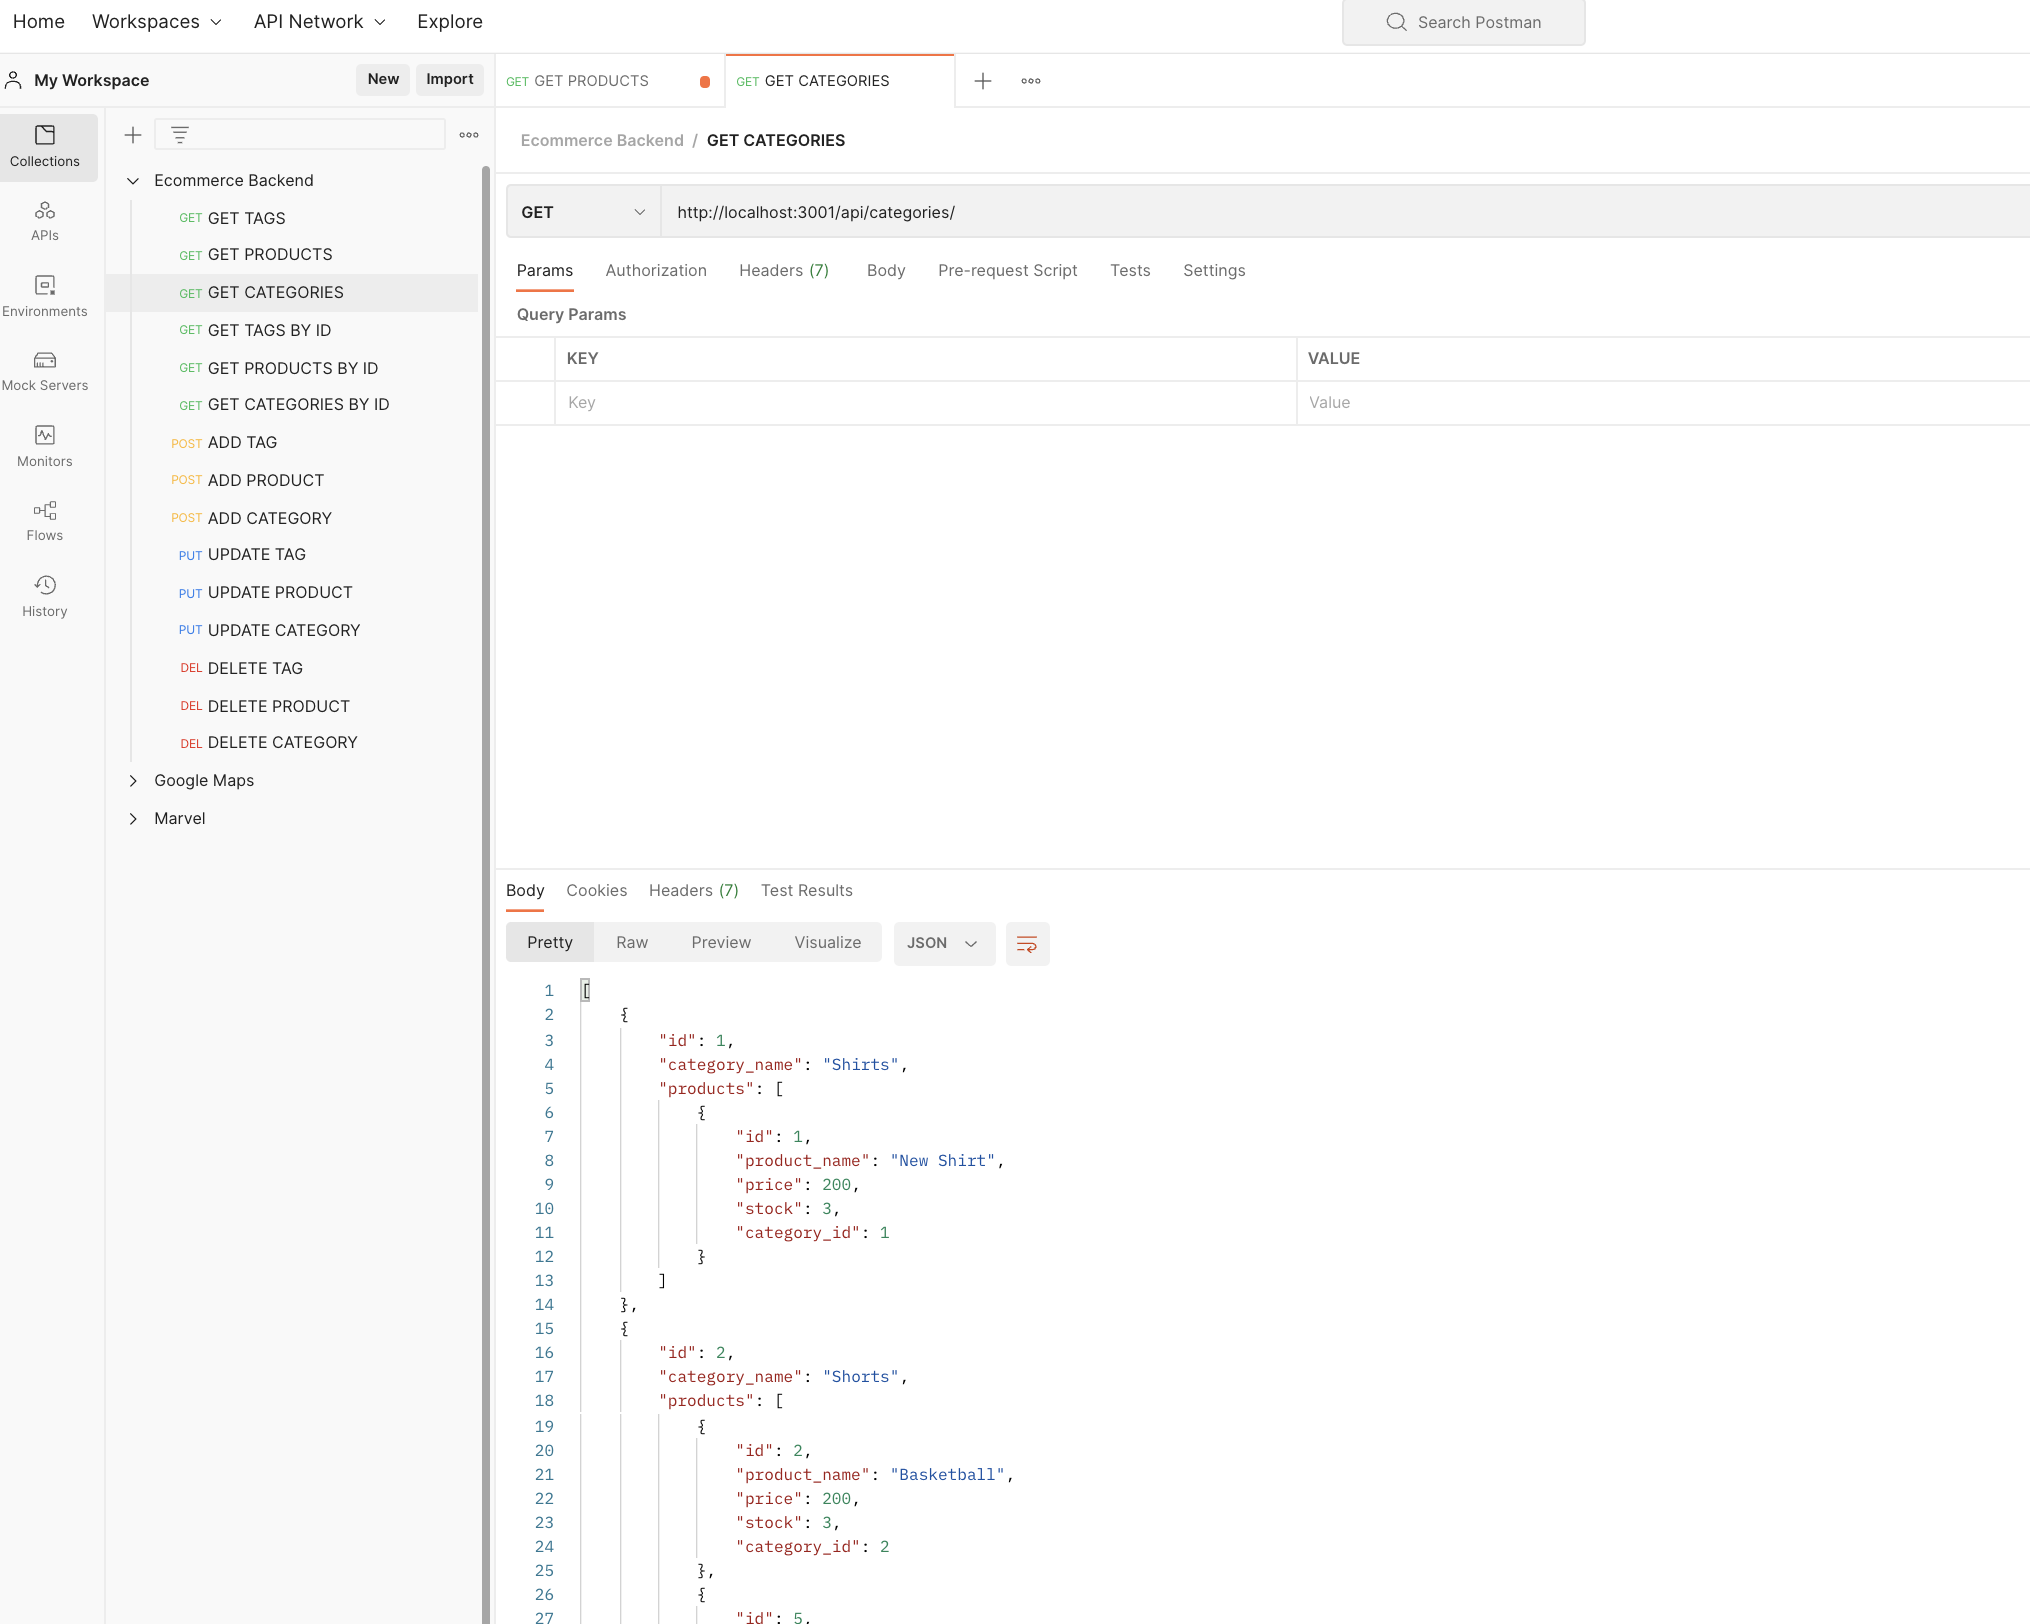 Home Workspaces API Network Explore Search Postman
My Workspace New Import
GET GET PRODUCTS GET GET CATEGORIES
Collections
APIs
Environments
Mock Servers
Monitors
Flows
History
Ecommerce Backend
GET GET TAGS
GET GET PRODUCTS
GET GET CATEGORIES
GET GET TAGS BY ID
GET GET PRODUCTS BY ID
GET GET CATEGORIES BY ID
POST ADD TAG
POST ADD PRODUCT
POST ADD CATEGORY
PUT UPDATE TAG
PUT UPDATE PRODUCT
PUT UPDATE CATEGORY
DEL DELETE TAG
DEL DELETE PRODUCT
DEL DELETE CATEGORY
Google Maps
Marvel
Ecommerce Backend / GET CATEGORIES
GET http://localhost:3001/api/categories/
Params Authorization Headers (7) Body Pre-request Script Tests Settings
Query Params
KEY VALUE
Key Value
Body Cookies Headers (7) Test Results
Pretty Raw Preview Visualize JSON
1 [
2 {
3 "id": 1,
4 "category_name": "Shirts",
5 "products": [
6 {
7 "id": 1,
8 "product_name": "New Shirt",
9 "price": 200,
10 "stock": 3,
11 "category_id": 1
12 }
13 ]
14 },
15 {
16 "id": 2,
17 "category_name": "Shorts",
18 "products": [
19 {
20 "id": 2,
21 "product_name": "Basketball",
22 "price": 200,
23 "stock": 3,
24 "category_id": 2
25 },
26 {
27 "id": 5,